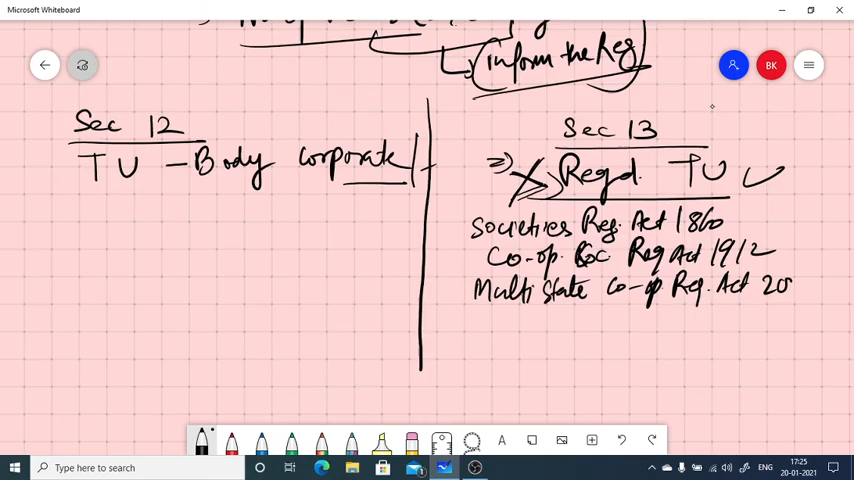 Microsoft Whiteboard
inform the Reg
BK
Sec 12
TU - Body corporate
Sec 13
Regd. TU
Societies Reg. Act 1860
Co-op. Soc Reg Act 1912
Multi State Co-op Reg. Act 20
Type here to search
ENG
17:25
20-01-2021